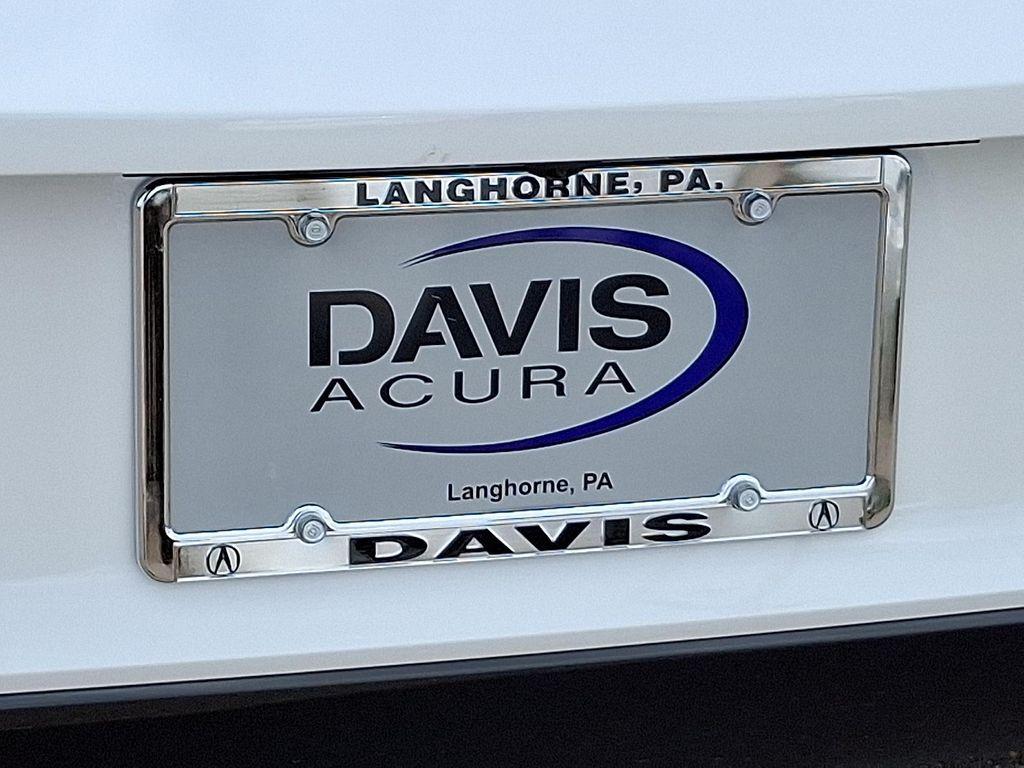 LANGHORNE, PA.
DAVIS
ACURA
Langhorne, PA
DAVIS